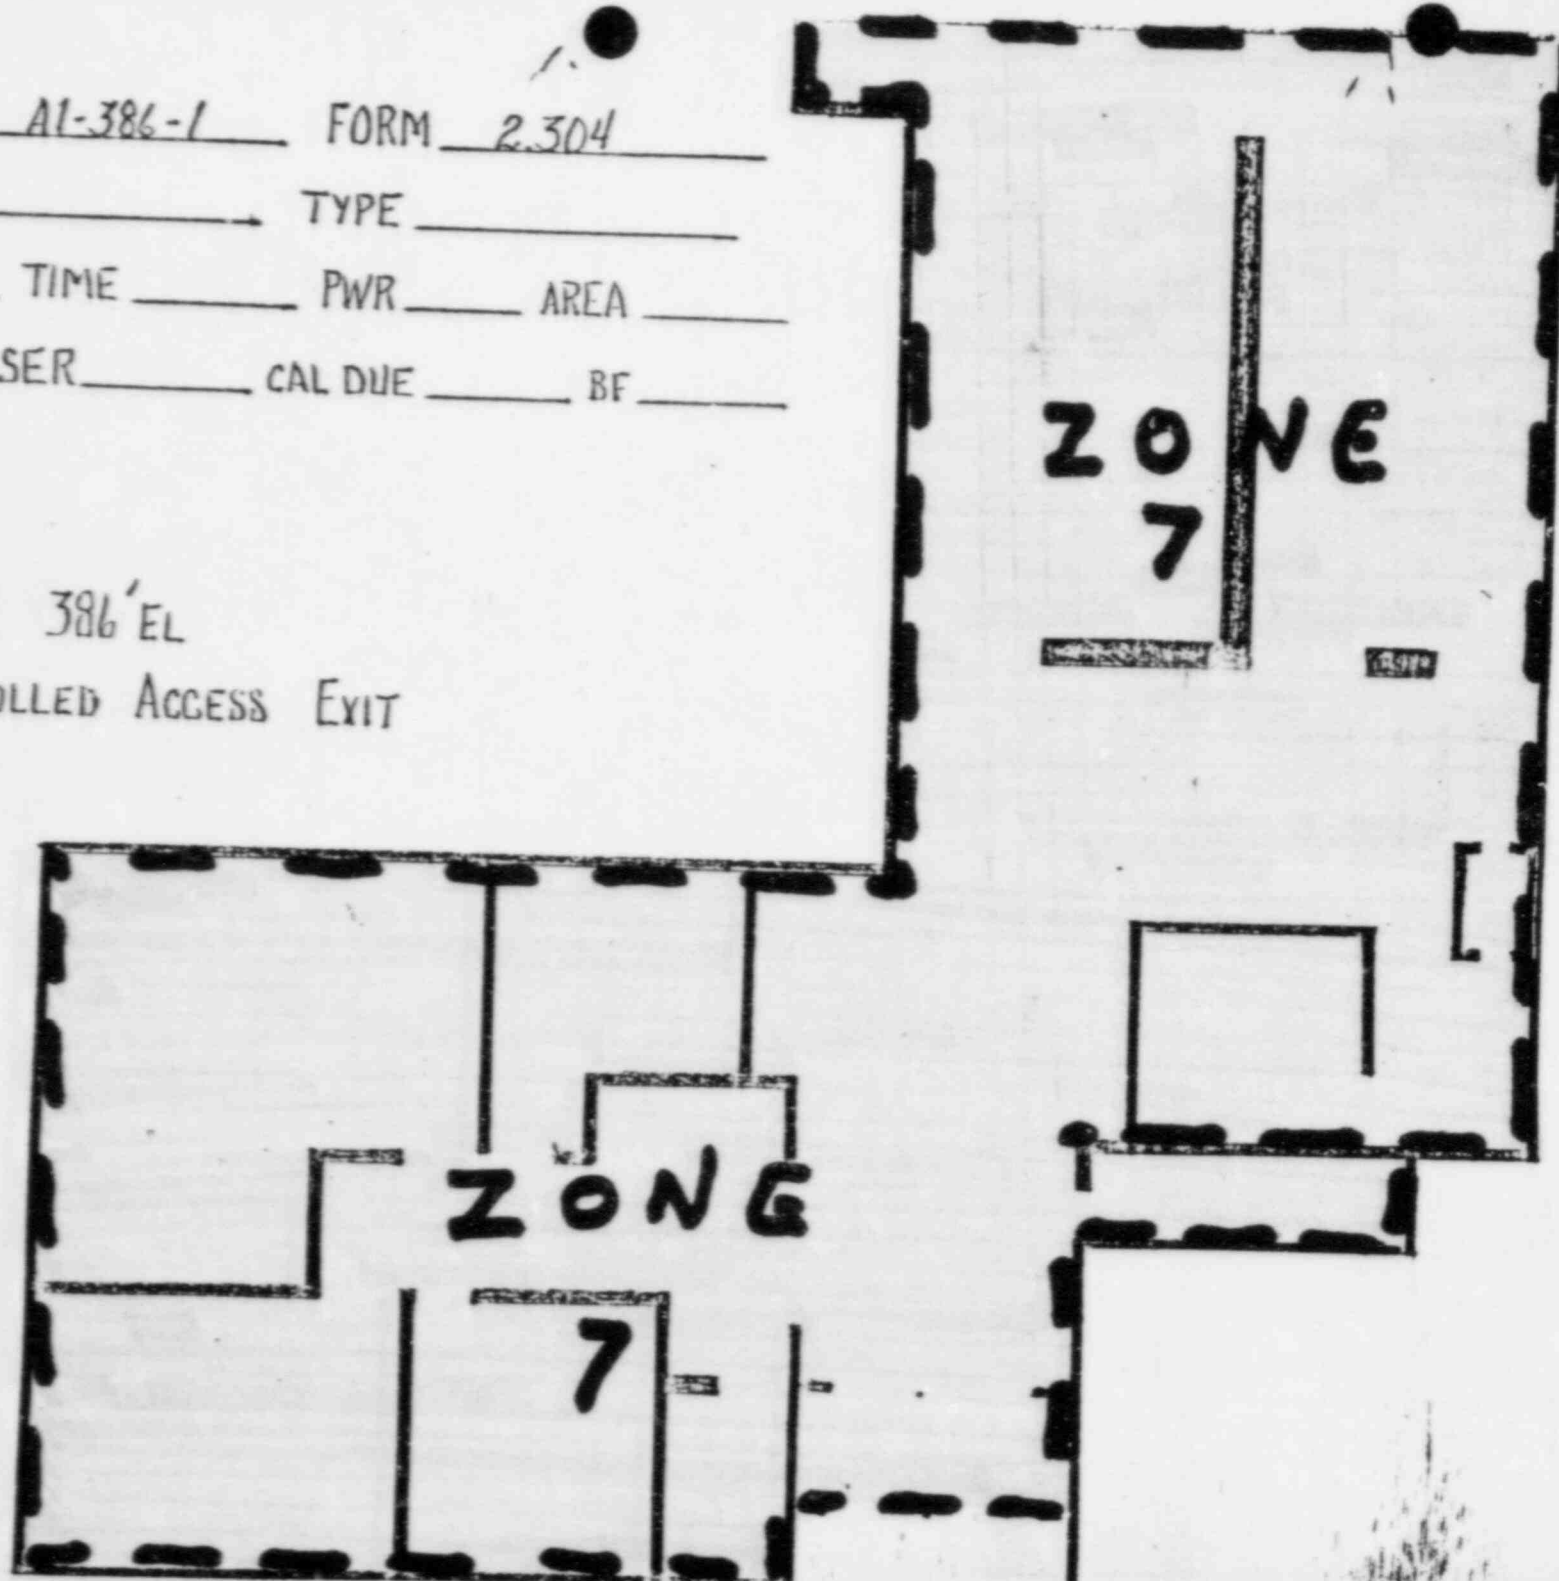 A1-386-1 FORM 2.304
TYPE
TIME PWR AREA
SER CAL DUE BF
ZONE
7
386' EL
OLLED ACCESS EXIT
ZONE
7